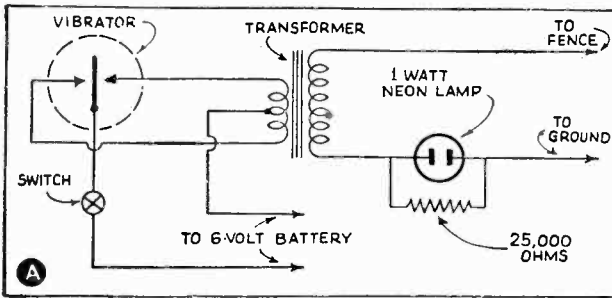 VIBRATOR
TRANSFORMER
TO
FENCE
1 WATT
NEON LAMP
TO
GROUND
SWITCH
TO 6-VOLT BATTERY
25,000
OHMS
A